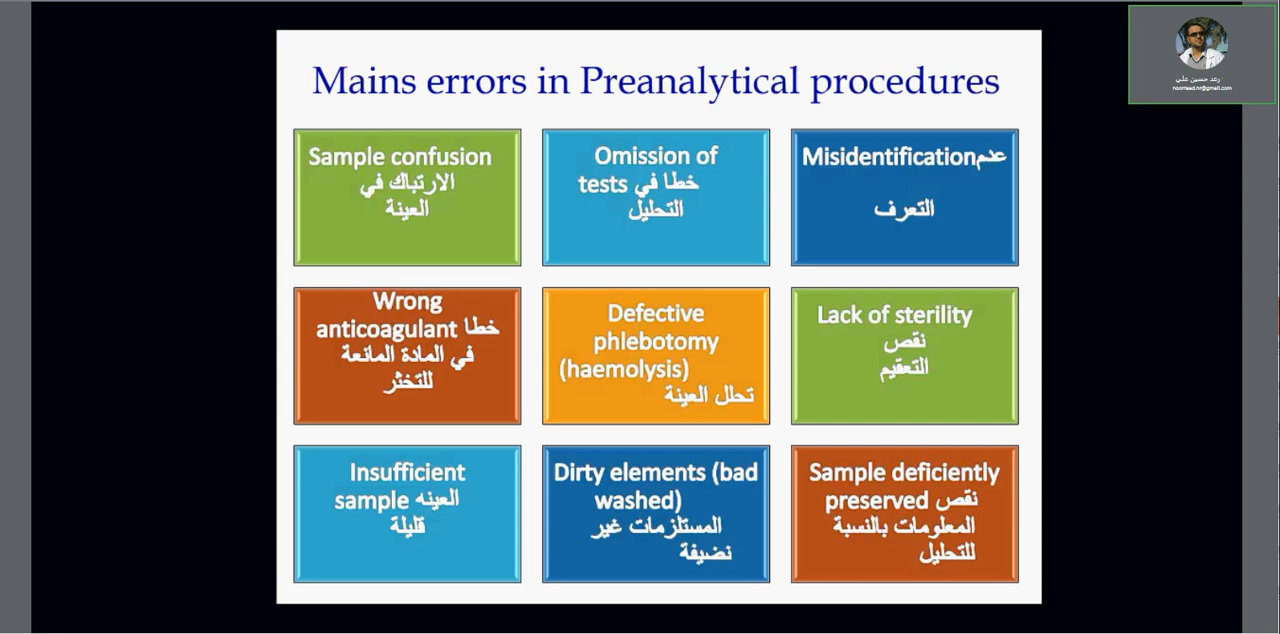 Mains errors in Preanalytical procedures
Sample confusion
الارتباك في
العينة
Omission of
tests خطا في
التحليل
Misidentificationعدم
التعرف
Wrong
anticoagulant خطا
في المادة المانعة
للتخثر
Defective
phlebotomy
(haemolysis)
تحلل العينة
Lack of sterility
نقص
التعقيم
Insufficient
sample العينه
قليلة
Dirty elements (bad
washed)
المستلزمات غير
نضيفة
Sample deficiently
preserved نقص
المعلومات بالنسبة
للتحليل
رعد حسين علي
noorraad.nr@gmail.com